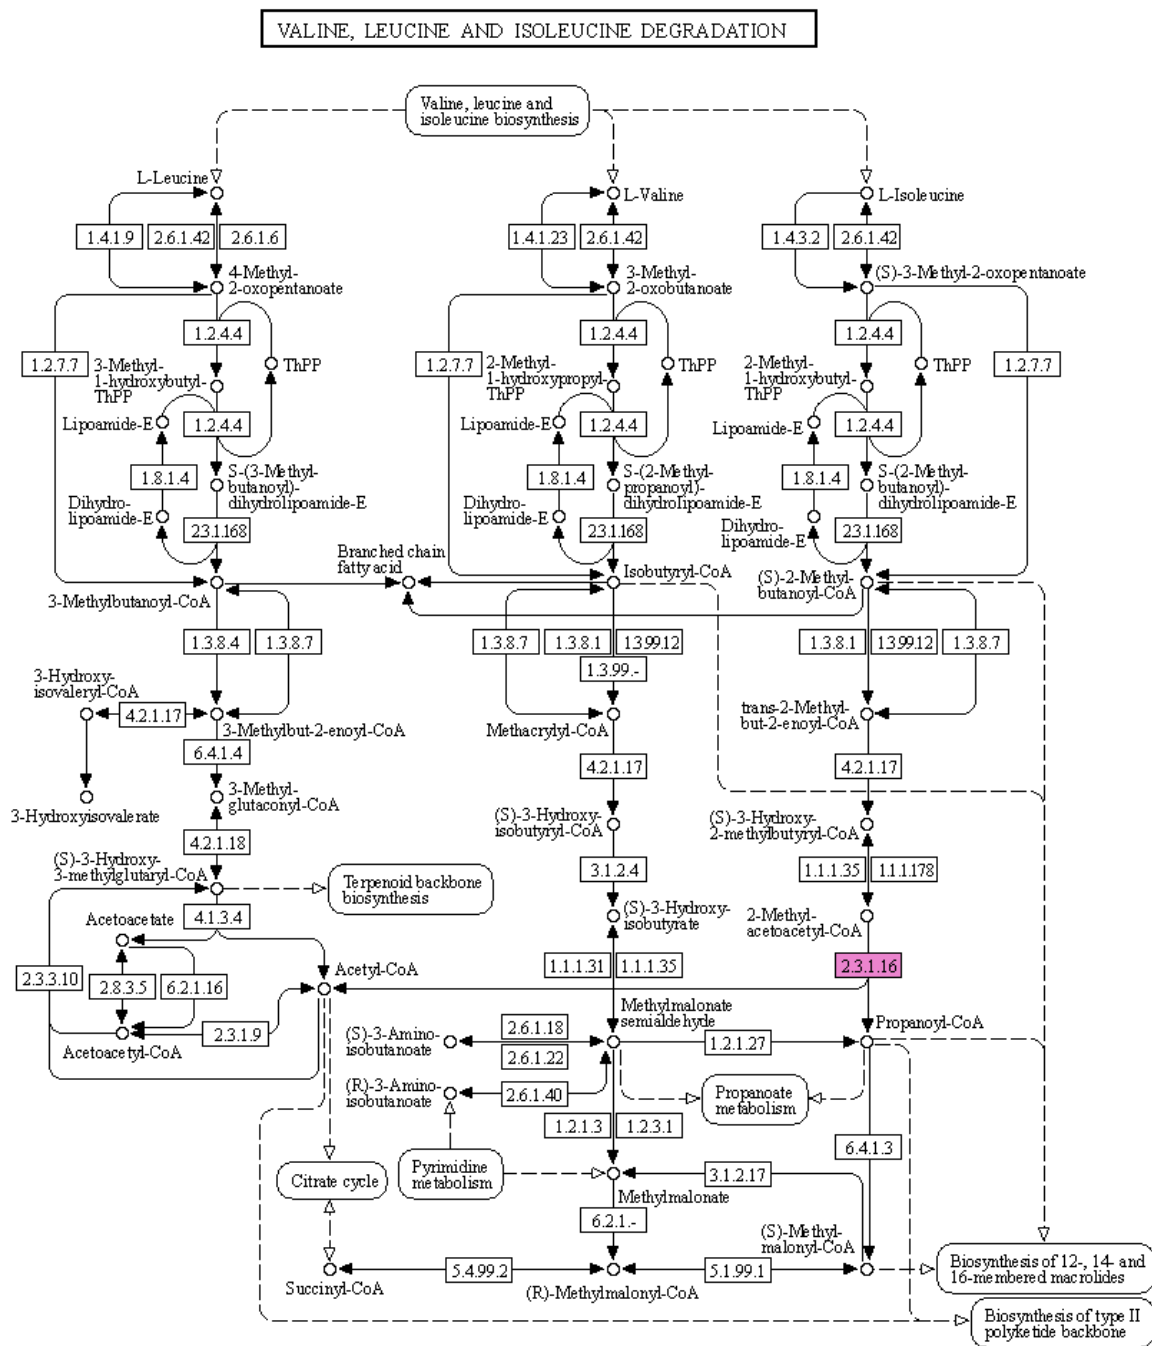 VALINE, LEUCINE AND ISOLEUCINE DEGRADATION
Valine, leucine and
isoleucine biosynthesis
L-Leucine
L-Valine
L-Isoleucine
1.4.1.9
2.6.1.42
2.6.1.6
1.4.1.23
2.6.1.42
1.4.3.2
2.6.1.42
4-Methyl-
2-oxopentanoate
3-Methyl-
2-oxobutanoate
(S)-3-Methyl-2-oxopentanoate
1.2.4.4
1.2.4.4
1.2.4.4
1.2.7.7
1.2.7.7
1.2.7.7
3-Methyl-
1-hydroxybutyl-
ThPP
ThPP
2-Methyl-
1-hydroxypropyl-
ThPP
ThPP
2-Methyl-
1-hydroxybutyl-
ThPP
ThPP
Lipoamide-E
1.2.4.4
Lipoamide-E
1.2.4.4
Lipoamide-E
1.2.4.4
1.8.1.4
1.8.1.4
1.8.1.4
S-(3-Methyl-
butanoyl)-
dihydrolipoamide-E
S-(2-Methyl-
propanoyl)-
dihydrolipoamide-E
S-(2-Methyl-
butanoyl)-
dihydrolipoamide-E
Dihydro-
lipoamide-E
2.3.1.168
Dihydro-
lipoamide-E
2.3.1.168
Dihydro-
lipoamide-E
2.3.1.168
Branched chain
fatty acid
3-Methylbutanoyl-CoA
Isobutyryl-CoA
(S)-2-Methyl-
butanoyl-CoA
1.3.8.4
1.3.8.7
1.3.8.7
1.3.8.1
1.3.99.12
1.3.99.-
1.3.8.1
1.3.99.12
1.3.8.7
3-Hydroxy-
isovaleryl-CoA
4.2.1.17
3-Methylbut-2-enoyl-CoA
Methacrylyl-CoA
trans-2-Methyl-
but-2-enoyl-CoA
6.4.1.4
4.2.1.17
4.2.1.17
3-Hydroxyisovalerate
3-Methyl-
glutaconyl-CoA
(S)-3-Hydroxy-
isobutyryl-CoA
(S)-3-Hydroxy-
2-methylbutyryl-CoA
4.2.1.18
3.1.2.4
1.1.1.35
1.1.1.178
(S)-3-Hydroxy-
3-methylglutaryl-CoA
Terpenoid backbone
biosynthesis
Acetoacetate
4.1.3.4
(S)-3-Hydroxy-
isobutyrate
2-Methyl-
acetoacetyl-CoA
2.3.3.10
2.8.3.5
6.2.1.16
Acetyl-CoA
1.1.1.31
1.1.1.35
2.3.1.16
Acetoacetyl-CoA
2.3.1.9
Methylmalonate
semialdehyde
Propanoyl-CoA
(S)-3-Amino-
isobutanoate
2.6.1.18
2.6.1.22
1.2.1.27
(R)-3-Amino-
isobutanoate
2.6.1.40
Propanoate
metabolism
1.2.1.3
1.2.3.1
6.4.1.3
Citrate cycle
Pyrimidine
metabolism
3.1.2.17
Methylmalonate
6.2.1.-
(S)-Methyl-
malonyl-CoA
Succinyl-CoA
5.4.99.2
(R)-Methylmalonyl-CoA
5.1.99.1
Biosynthesis of 12-, 14- and
16-membered macrolides
Biosynthesis of type II
polyketide backbone